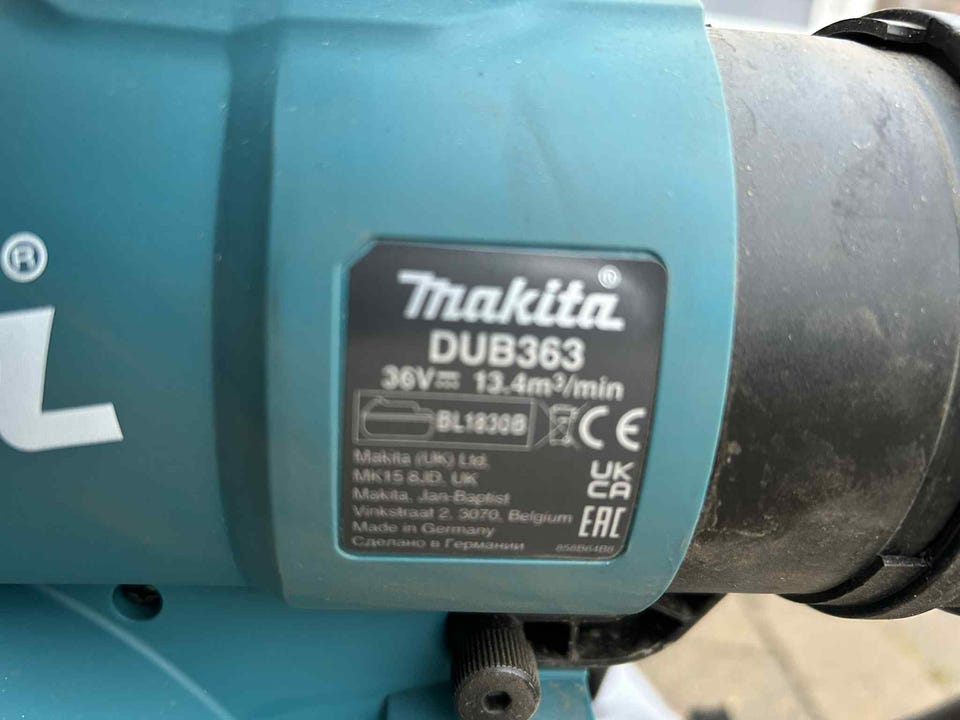 ®
Makita®
DUB363
36V⎓ 13.4m³/min
BL1830B CE
Makita (UK) Ltd.
UK
CA
MK15 8JD, UK
Makita, Jan-Baptist
Vinkstraat 2, 3070, Belgium
EAC
Made in Germany
Сделано в Германии